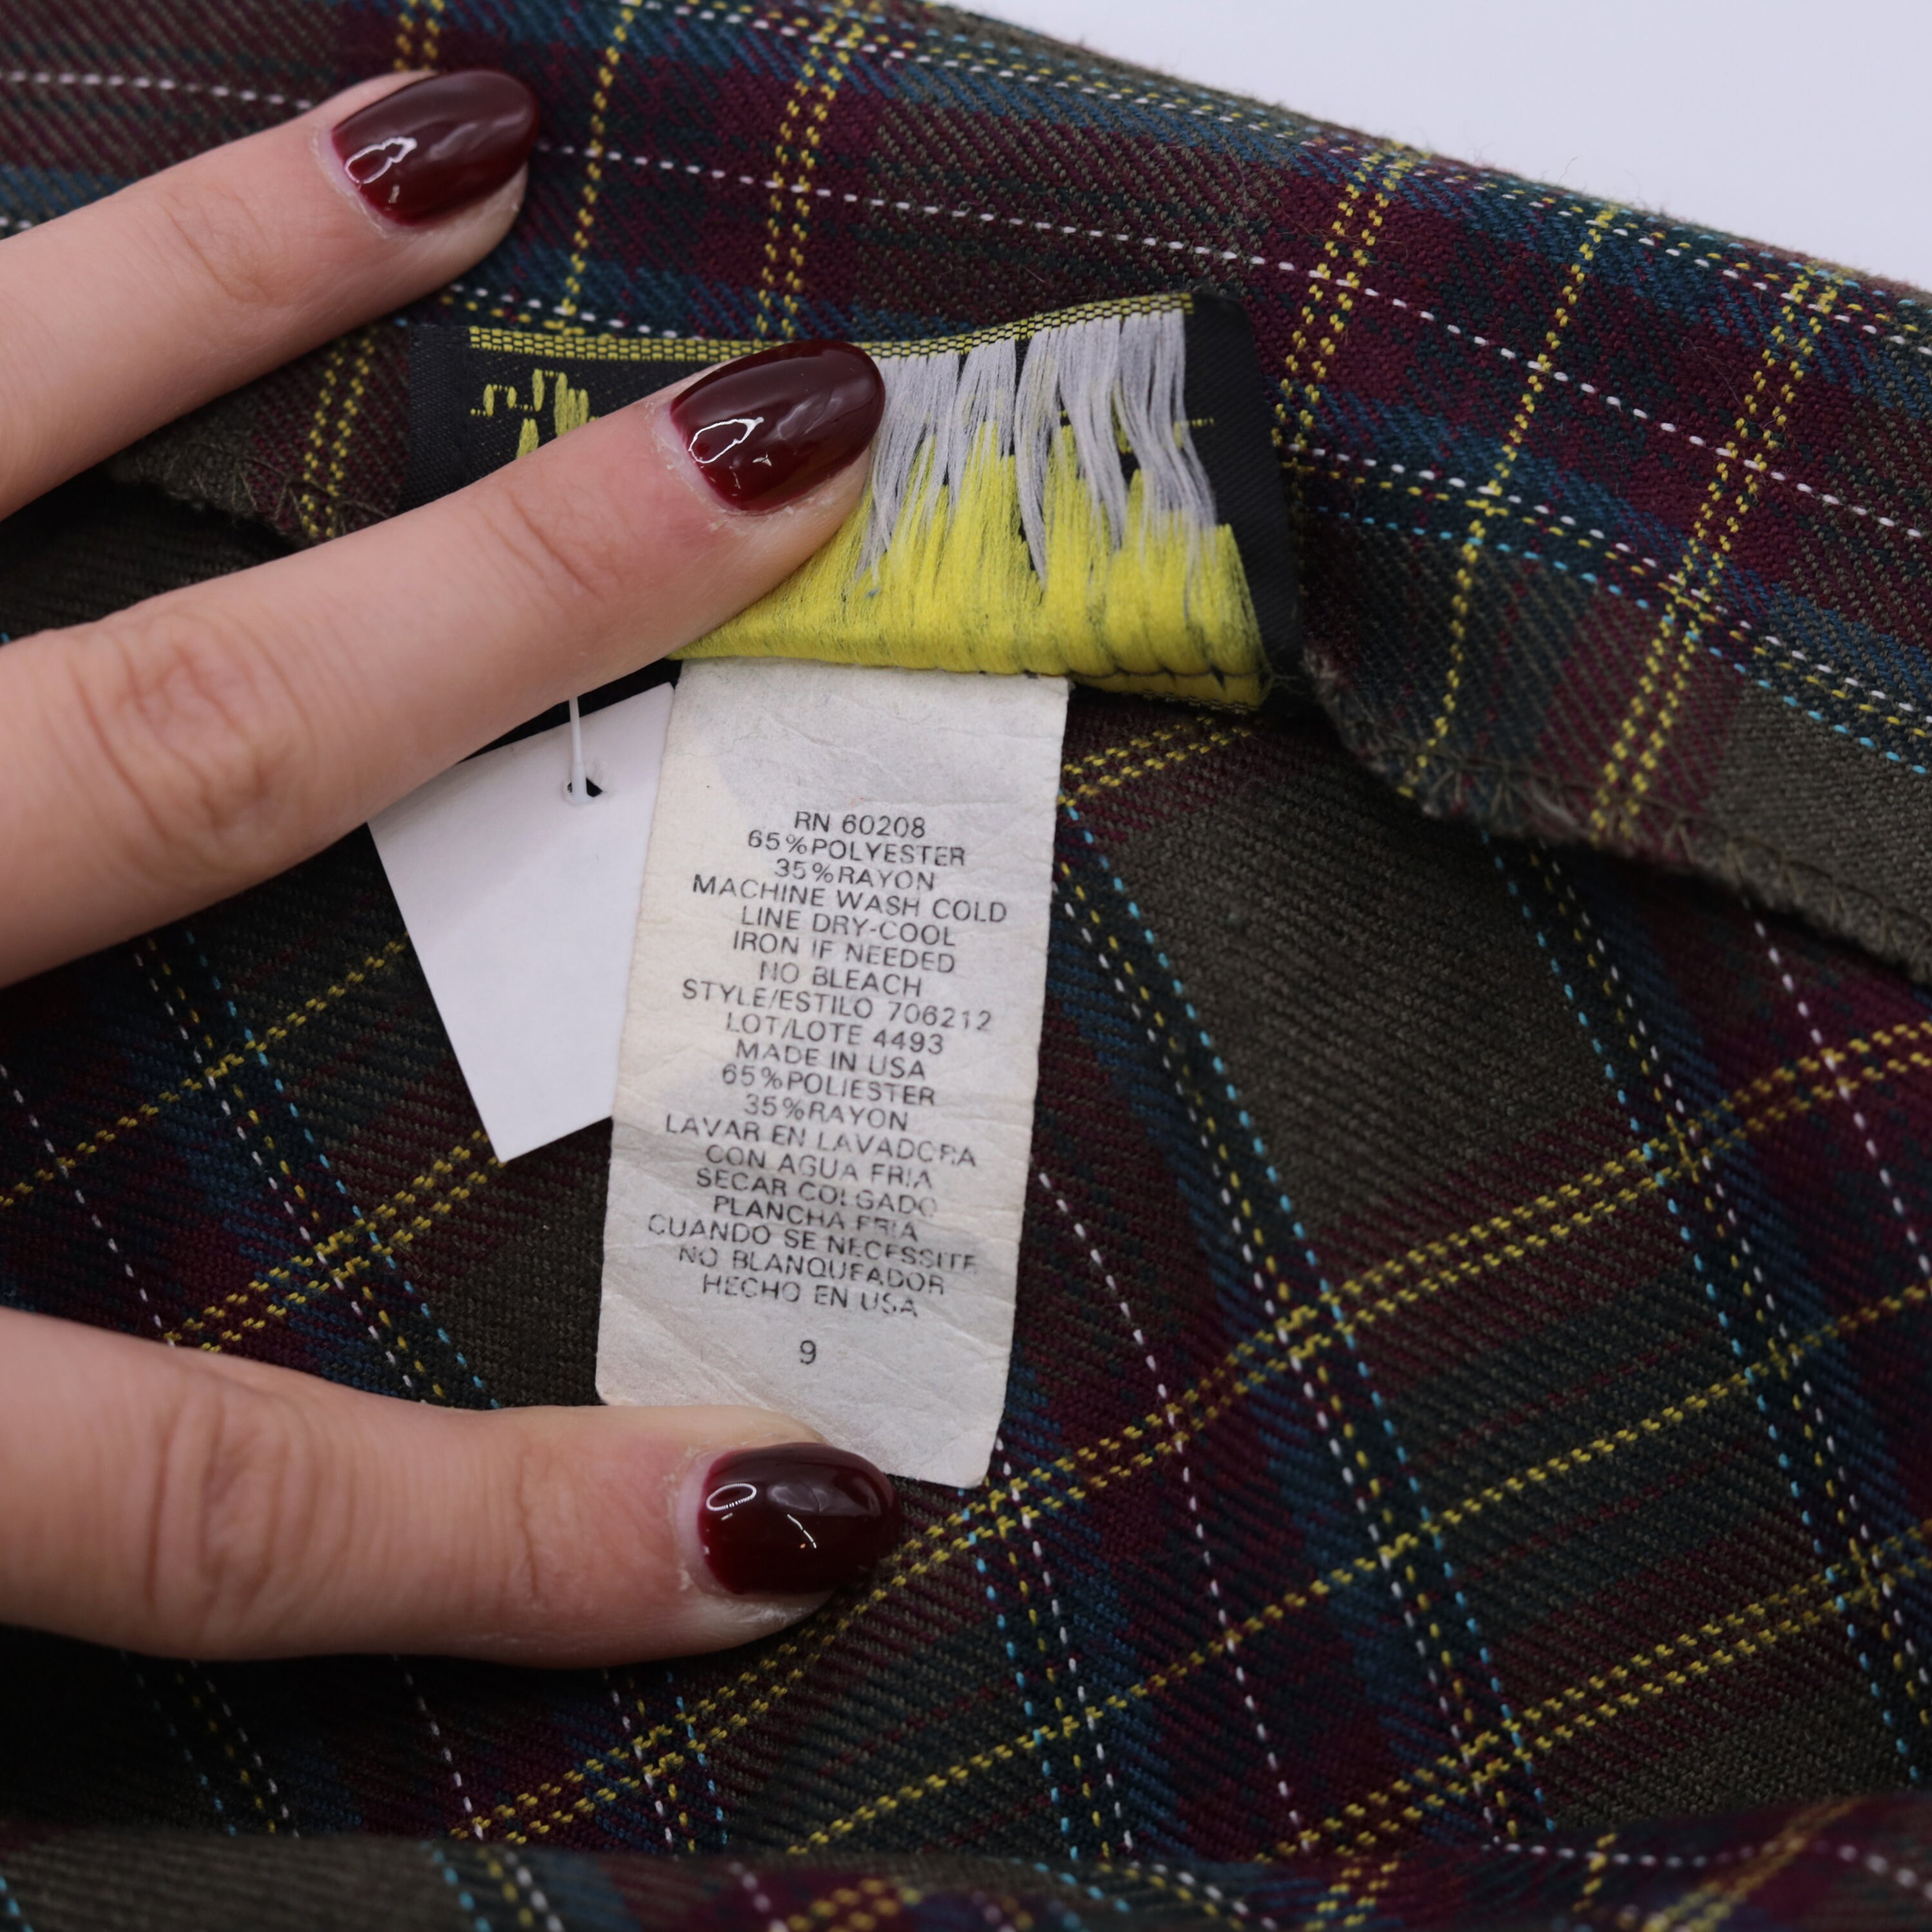 RN 60208
65%POLYESTER
35%RAYON
MACHINE WASH COLD
LINE DRY-COOL
IRON IF NEEDED
NO BLEACH
STYLE/ESTILO 706212
LOT/LOTE 4493
MADE IN USA
65%POLIESTER
35%RAYON
LAVAR EN LAVADORA
CON AGUA FRIA
SECAR COLGADO
PLANCHA FRIA
CUANDO SE NECESSITE
NO BLANQUEADOR
HECHO EN USA
9